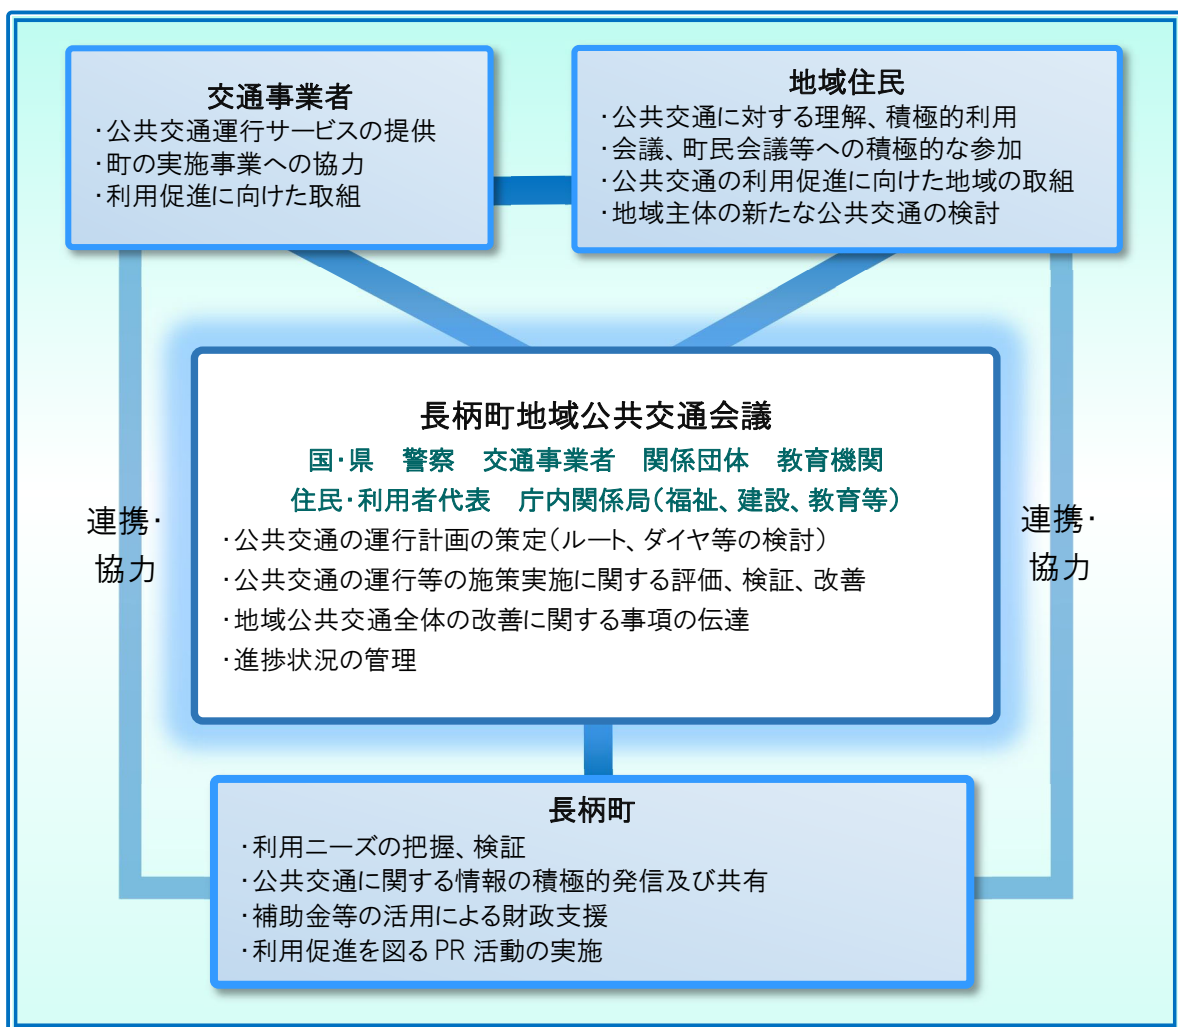 交通事業者
・公共交通運行サービスの提供
・町の実施事業への協力
・利用促進に向けた取組
地域住民
・公共交通に対する理解、積極的利用
・会議、町民会議等への積極的な参加
・公共交通の利用促進に向けた地域の取組
・地域主体の新たな公共交通の検討
長柄町地域公共交通会議
国・県　警察　交通事業者　関係団体　教育機関
住民・利用者代表　庁内関係局（福祉、建設、教育等）
・公共交通の運行計画の策定（ルート、ダイヤ等の検討）
・公共交通の運行等の施策実施に関する評価、検証、改善
・地域公共交通全体の改善に関する事項の伝達
・進捗状況の管理
連携・
協力
連携・
協力
長柄町
・利用ニーズの把握、検証
・公共交通に関する情報の積極的発信及び共有
・補助金等の活用による財政支援
・利用促進を図る PR 活動の実施